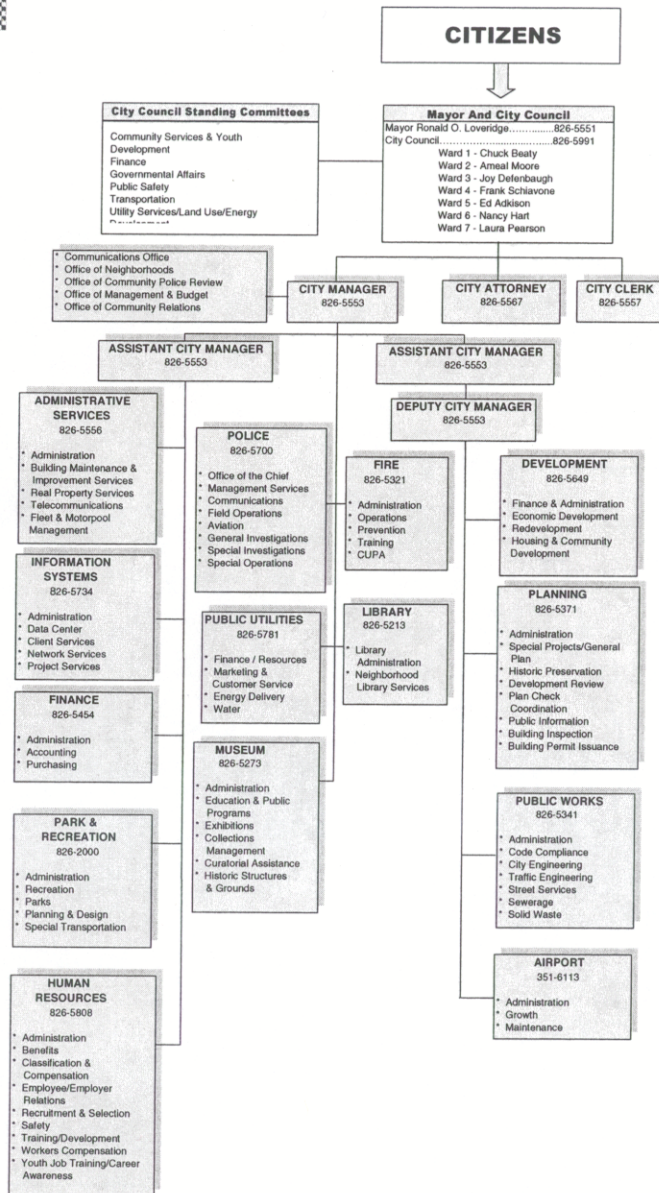 CITIZENS
City Council Standing Committees
Community Services & Youth
Development
Finance
Governmental Affairs
Public Safety
Transportation
Utility Services/Land Use/Energy
Development
Mayor And City Council
Mayor Ronald O. Loveridge..............826-5551
City Council...................................826-5991
Ward 1 - Chuck Beaty
Ward 2 - Ameal Moore
Ward 3 - Joy Defenbaugh
Ward 4 - Frank Schiavone
Ward 5 - Ed Adkison
Ward 6 - Nancy Hart
Ward 7 - Laura Pearson
* Communications Office
* Office of Neighborhoods
* Office of Community Police Review
* Office of Management & Budget
* Office of Community Relations
CITY MANAGER
826-5553
CITY ATTORNEY
826-5567
CITY CLERK
826-5557
ASSISTANT CITY MANAGER
826-5553
ASSISTANT CITY MANAGER
826-5553
DEPUTY CITY MANAGER
826-5553
ADMINISTRATIVE
SERVICES
826-5556
* Administration
* Building Maintenance &
Improvement Services
* Real Property Services
* Telecommunications
* Fleet & Motorpool
Management
INFORMATION
SYSTEMS
826-5734
* Administration
* Data Center
* Client Services
* Network Services
* Project Services
FINANCE
826-5454
* Administration
* Accounting
* Purchasing
PARK &
RECREATION
826-2000
* Administration
* Recreation
* Parks
* Planning & Design
* Special Transportation
HUMAN
RESOURCES
826-5808
* Administration
* Benefits
* Classification &
Compensation
* Employee/Employer
Relations
* Recruitment & Selection
* Safety
* Training/Development
* Workers Compensation
* Youth Job Training/Career
Awareness
POLICE
826-5700
* Office of the Chief
* Management Services
* Communications
* Field Operations
* Aviation
* General Investigations
* Special Investigations
* Special Operations
PUBLIC UTILITIES
826-5781
* Finance / Resources
* Marketing &
Customer Service
* Energy Delivery
* Water
MUSEUM
826-5273
* Administration
* Education & Public
Programs
* Exhibitions
* Collections
Management
* Curatorial Assistance
* Historic Structures
& Grounds
FIRE
826-5321
* Administration
* Operations
* Prevention
* Training
* CUPA
LIBRARY
826-5213
* Library
Administration
* Neighborhood
Library Services
DEVELOPMENT
826-5649
* Finance & Administration
* Economic Development
* Redevelopment
* Housing & Community
Development
PLANNING
826-5371
* Administration
* Special Projects/General
Plan
* Historic Preservation
* Development Review
* Plan Check
Coordination
* Public Information
* Building Inspection
* Building Permit Issuance
PUBLIC WORKS
826-5341
* Administration
* Code Compliance
* City Engineering
* Traffic Engineering
* Street Services
* Sewerage
* Solid Waste
AIRPORT
351-6113
* Administration
* Growth
* Maintenance